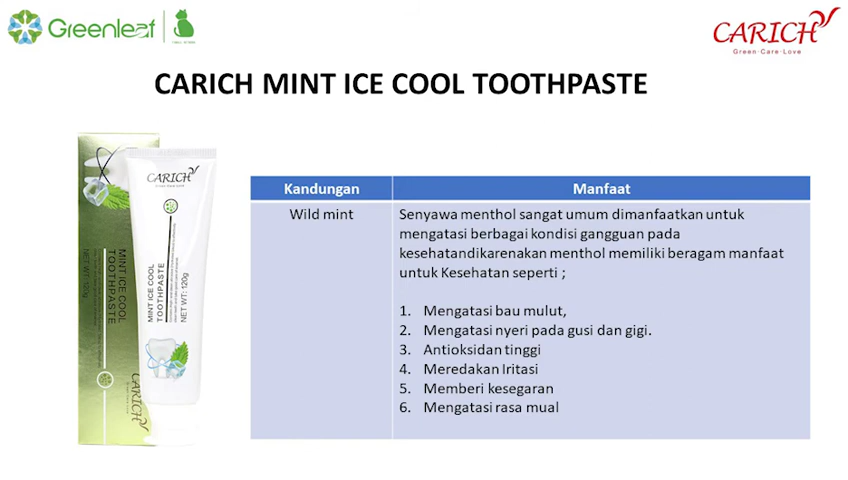 Greenleaf
CARICH
Green·Care·Love
CARICH MINT ICE COOL TOOTHPASTE
CARICH
MINT ICE COOL
TOOTHPASTE
NET WT: 120g
MINT ICE COOL
TOOTHPASTE
NET WT: 120g
CARICH
Kandungan
Manfaat
Wild mint
Senyawa menthol sangat umum dimanfaatkan untuk
mengatasi berbagai kondisi gangguan pada
kesehatandikarenakan menthol memiliki beragam manfaat
untuk Kesehatan seperti ;
1. Mengatasi bau mulut,
2. Mengatasi nyeri pada gusi dan gigi.
3. Antioksidan tinggi
4. Meredakan Iritasi
5. Memberi kesegaran
6. Mengatasi rasa mual